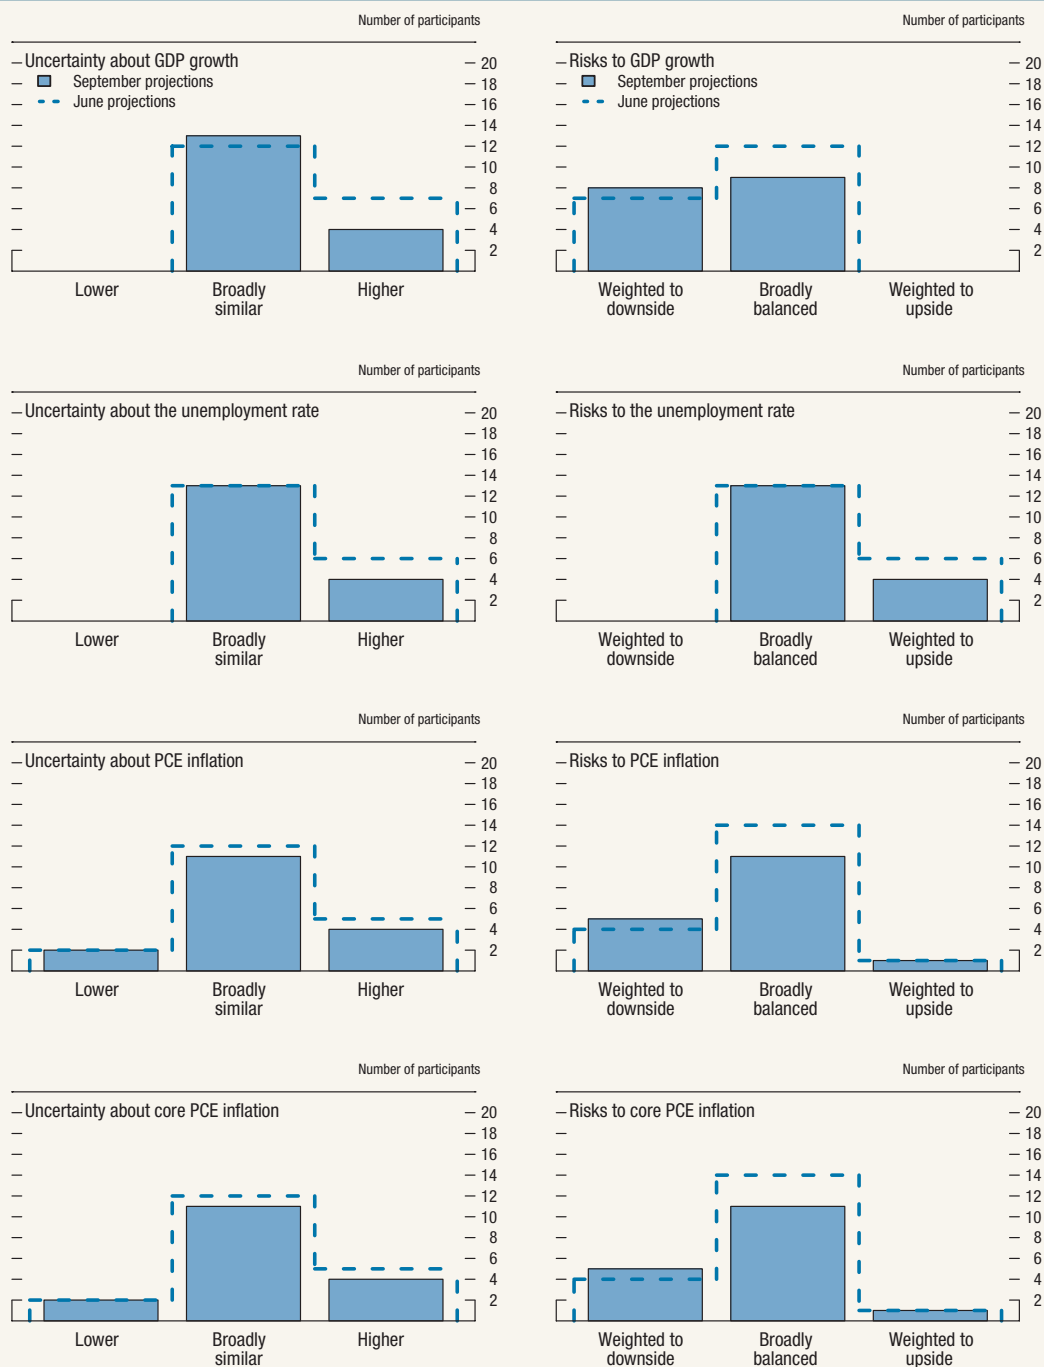 Number of participants
Uncertainty about GDP growth
September projections
June projections
20
18
16
14
12
10
8
6
4
2
Lower
Broadly
similar
Higher
Number of participants
Risks to GDP growth
September projections
June projections
20
18
16
14
12
10
8
6
4
2
Weighted to
downside
Broadly
balanced
Weighted to
upside
Number of participants
Uncertainty about the unemployment rate
20
18
16
14
12
10
8
6
4
2
Lower
Broadly
similar
Higher
Number of participants
Risks to the unemployment rate
20
18
16
14
12
10
8
6
4
2
Weighted to
downside
Broadly
balanced
Weighted to
upside
Number of participants
Uncertainty about PCE inflation
20
18
16
14
12
10
8
6
4
2
Lower
Broadly
similar
Higher
Number of participants
Risks to PCE inflation
20
18
16
14
12
10
8
6
4
2
Weighted to
downside
Broadly
balanced
Weighted to
upside
Number of participants
Uncertainty about core PCE inflation
20
18
16
14
12
10
8
6
4
2
Lower
Broadly
similar
Higher
Number of participants
Risks to core PCE inflation
20
18
16
14
12
10
8
6
4
2
Weighted to
downside
Broadly
balanced
Weighted to
upside